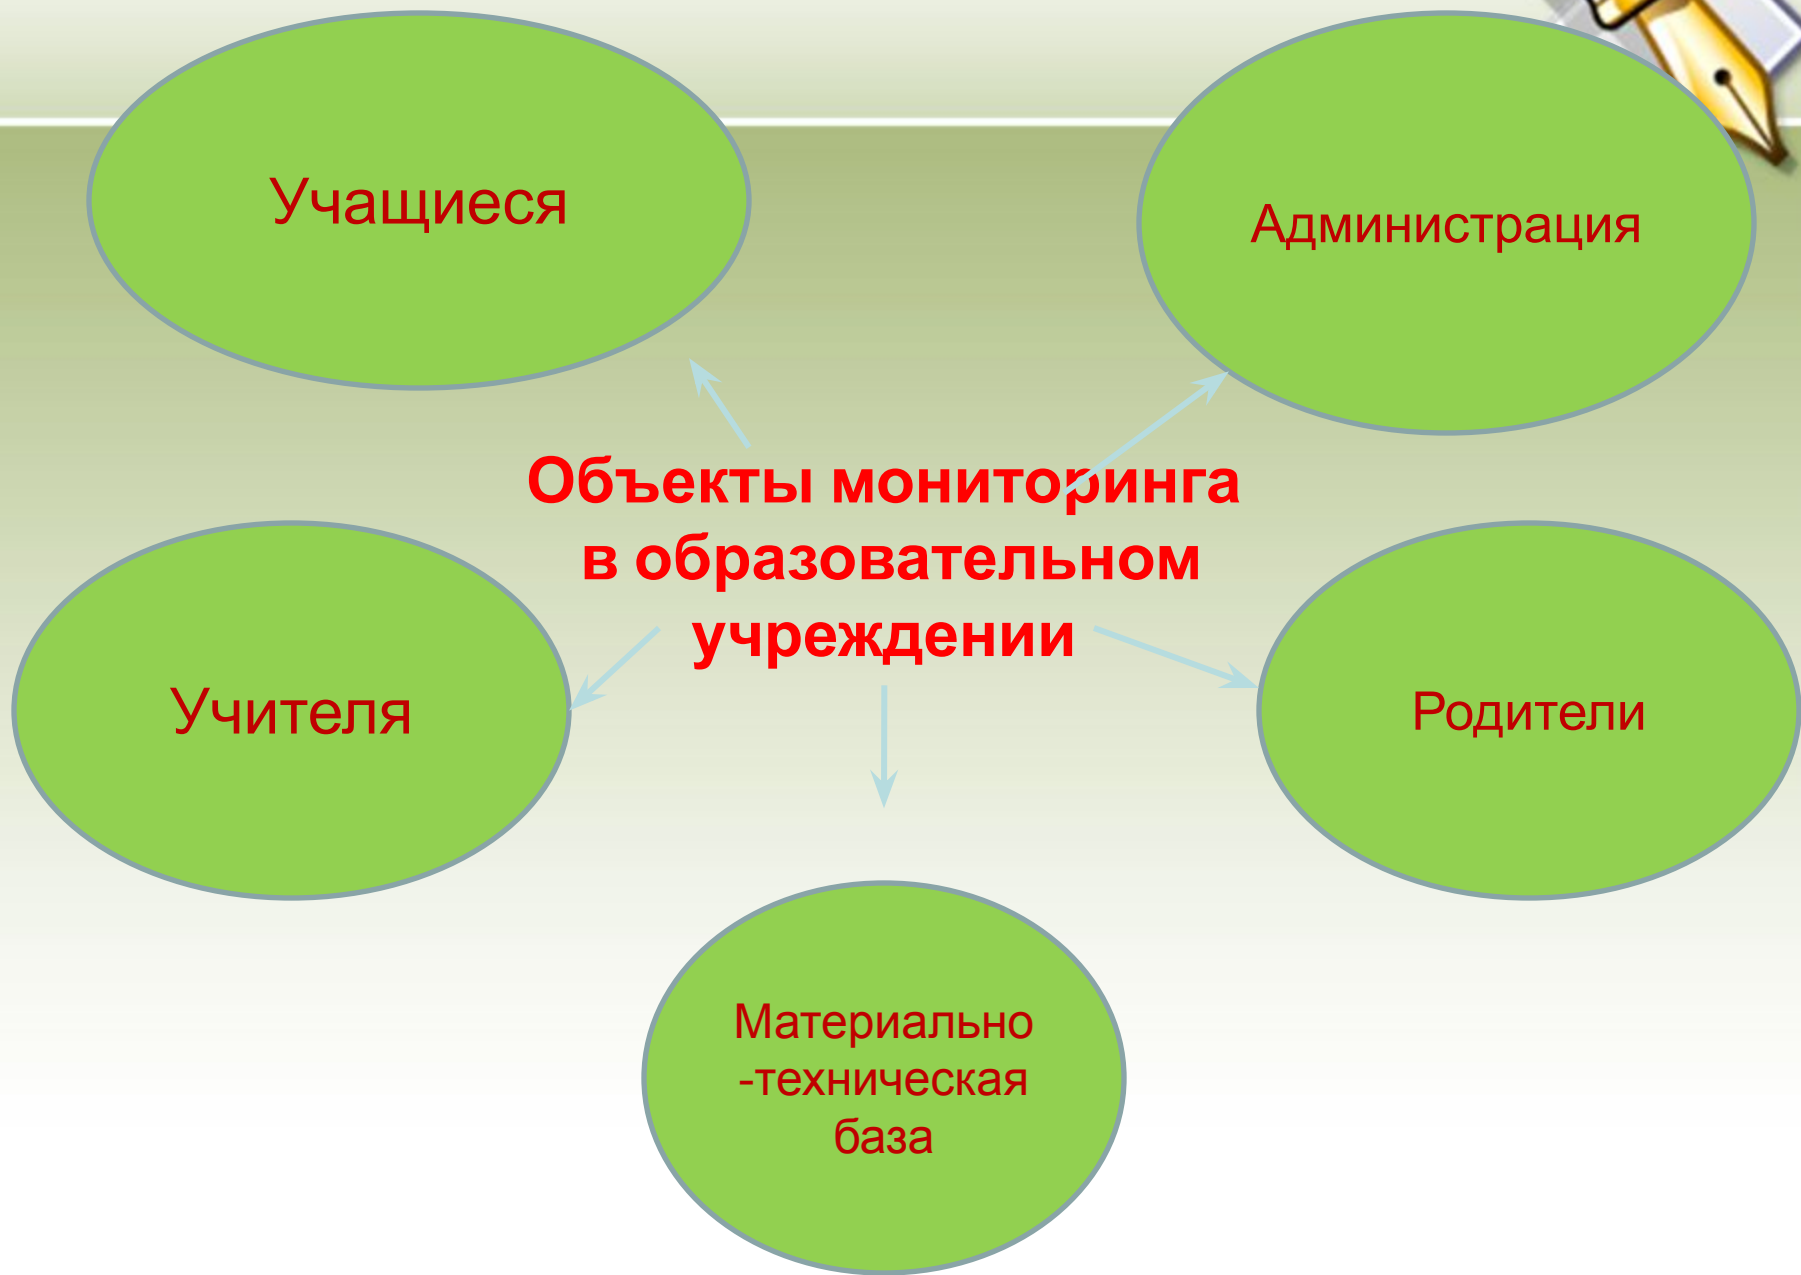 Учащиеся
Администрация
Объекты мониторинга
в образовательном
учреждении
Учителя
Родители
Материально
-техническая
база